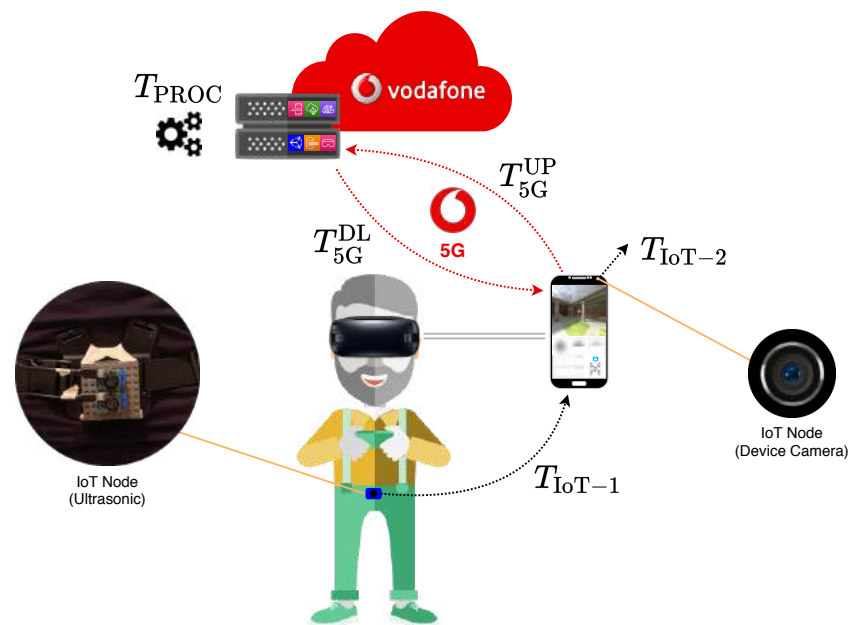 T_PROC
vodafone
T_5G^UP
5G
T_5G^DL
T_IoT−2
IoT Node
(Device Camera)
IoT Node
(Ultrasonic)
T_IoT−1